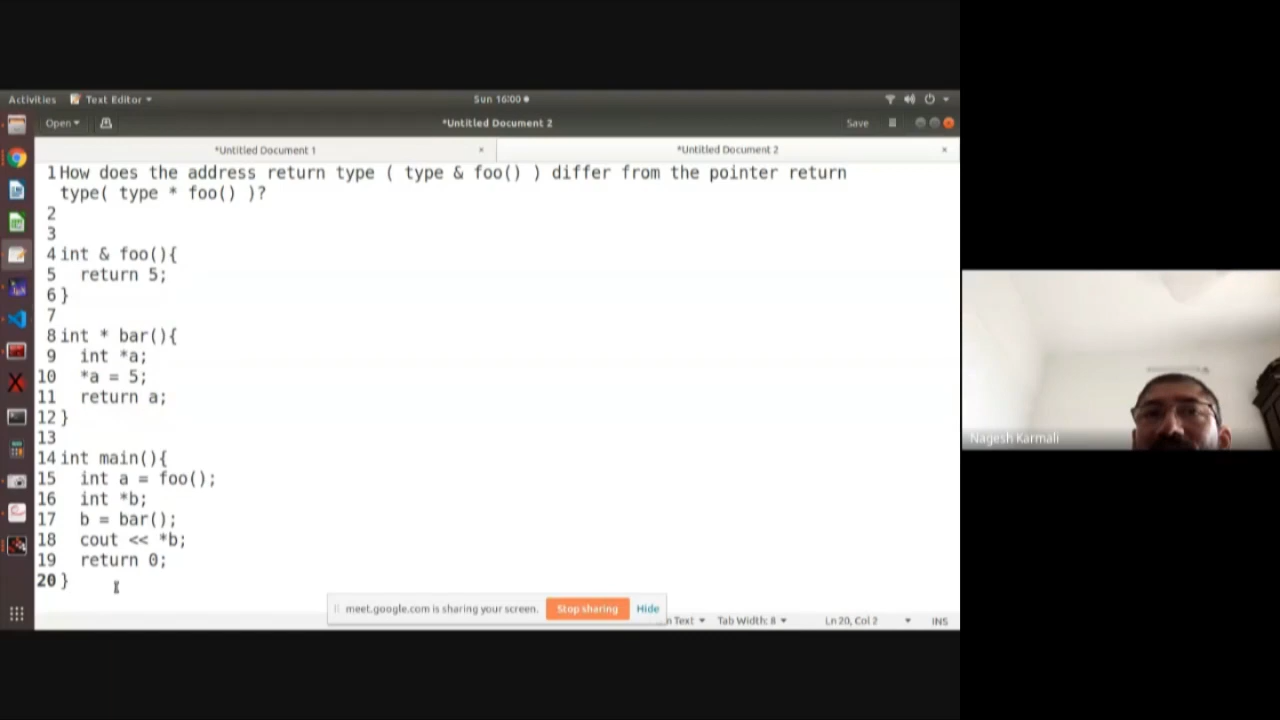 Activities Text Editor Sun 16:00
Open *Untitled Document 2 Save
*Untitled Document 1 *Untitled Document 2
1 How does the address return type ( type & foo() ) differ from the pointer return
type( type * foo() )?
2
3
4 int & foo(){
5 return 5;
6 }
7
8 int * bar(){
9 int *a;
10 *a = 5;
11 return a;
12 }
13
14 int main(){
15 int a = foo();
16 int *b;
17 b = bar();
18 cout << *b;
19 return 0;
20 }
meet.google.com is sharing your screen. Stop sharing Hide
n Text Tab Width: 8 Ln 20, Col 2 INS
Nagesh Karmali